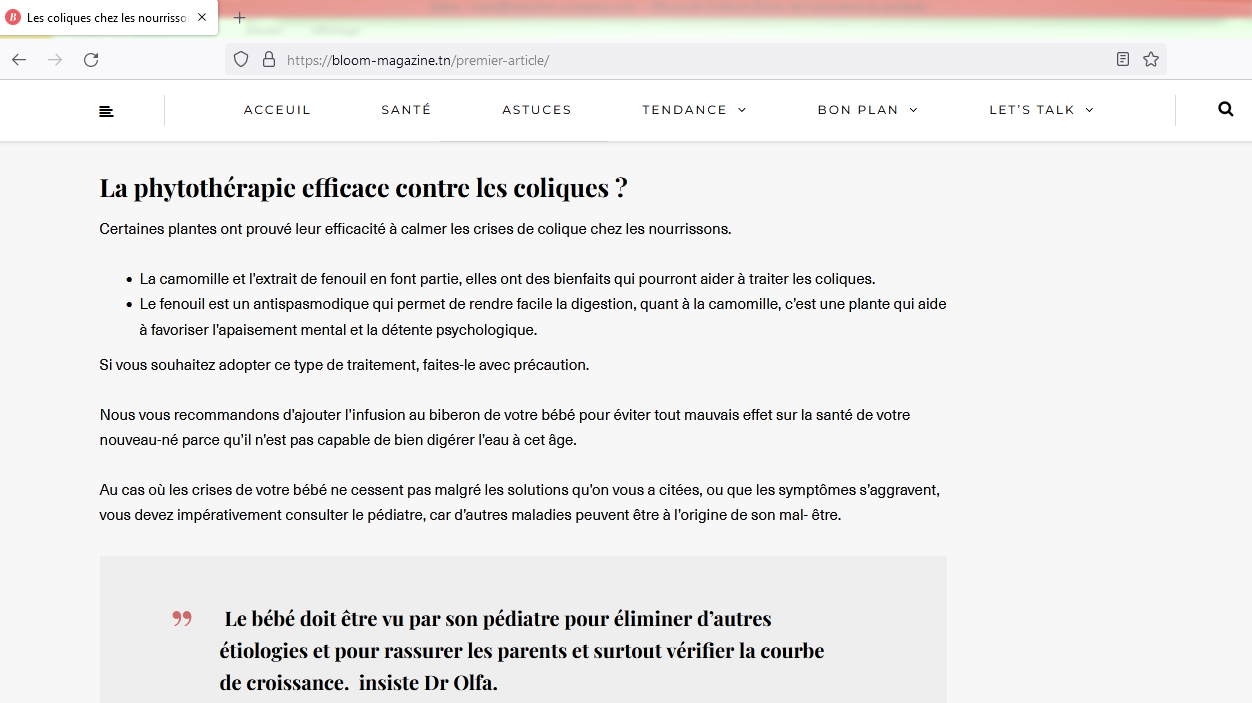 Les coliques chez les nourrisso
https://bloom-magazine.tn/premier-article/
ACCEUIL SANTÉ ASTUCES TENDANCE BON PLAN LET'S TALK
La phytothérapie efficace contre les coliques ?
Certaines plantes ont prouvé leur efficacité à calmer les crises de colique chez les nourrissons.
• La camomille et l'extrait de fenouil en font partie, elles ont des bienfaits qui pourront aider à traiter les coliques.
• Le fenouil est un antispasmodique qui permet de rendre facile la digestion, quant à la camomille, c'est une plante qui aide
à favoriser l'apaisement mental et la détente psychologique.
Si vous souhaitez adopter ce type de traitement, faites-le avec précaution.
Nous vous recommandons d'ajouter l'infusion au biberon de votre bébé pour éviter tout mauvais effet sur la santé de votre
nouveau-né parce qu'il n'est pas capable de bien digérer l'eau à cet âge.
Au cas où les crises de votre bébé ne cessent pas malgré les solutions qu'on vous a citées, ou que les symptômes s'aggravent,
vous devez impérativement consulter le pédiatre, car d'autres maladies peuvent être à l'origine de son mal- être.
” Le bébé doit être vu par son pédiatre pour éliminer d'autres
étiologies et pour rassurer les parents et surtout vérifier la courbe
de croissance.  insiste Dr Olfa.